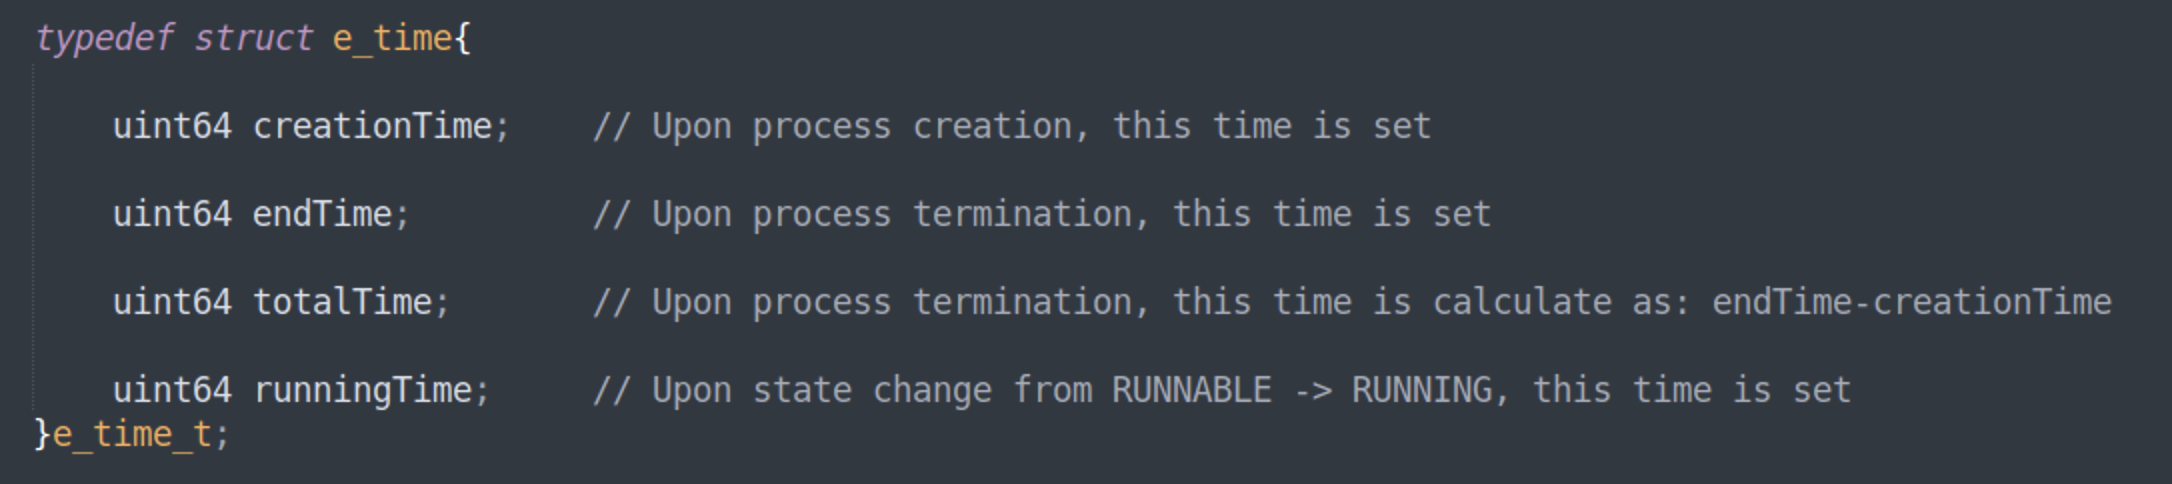 typedef struct e_time{
uint64 creationTime; // Upon process creation, this time is set
uint64 endTime; // Upon process termination, this time is set
uint64 totalTime; // Upon process termination, this time is calculate as: endTime-creationTime
uint64 runningTime; // Upon state change from RUNNABLE -> RUNNING, this time is set
}e_time_t;